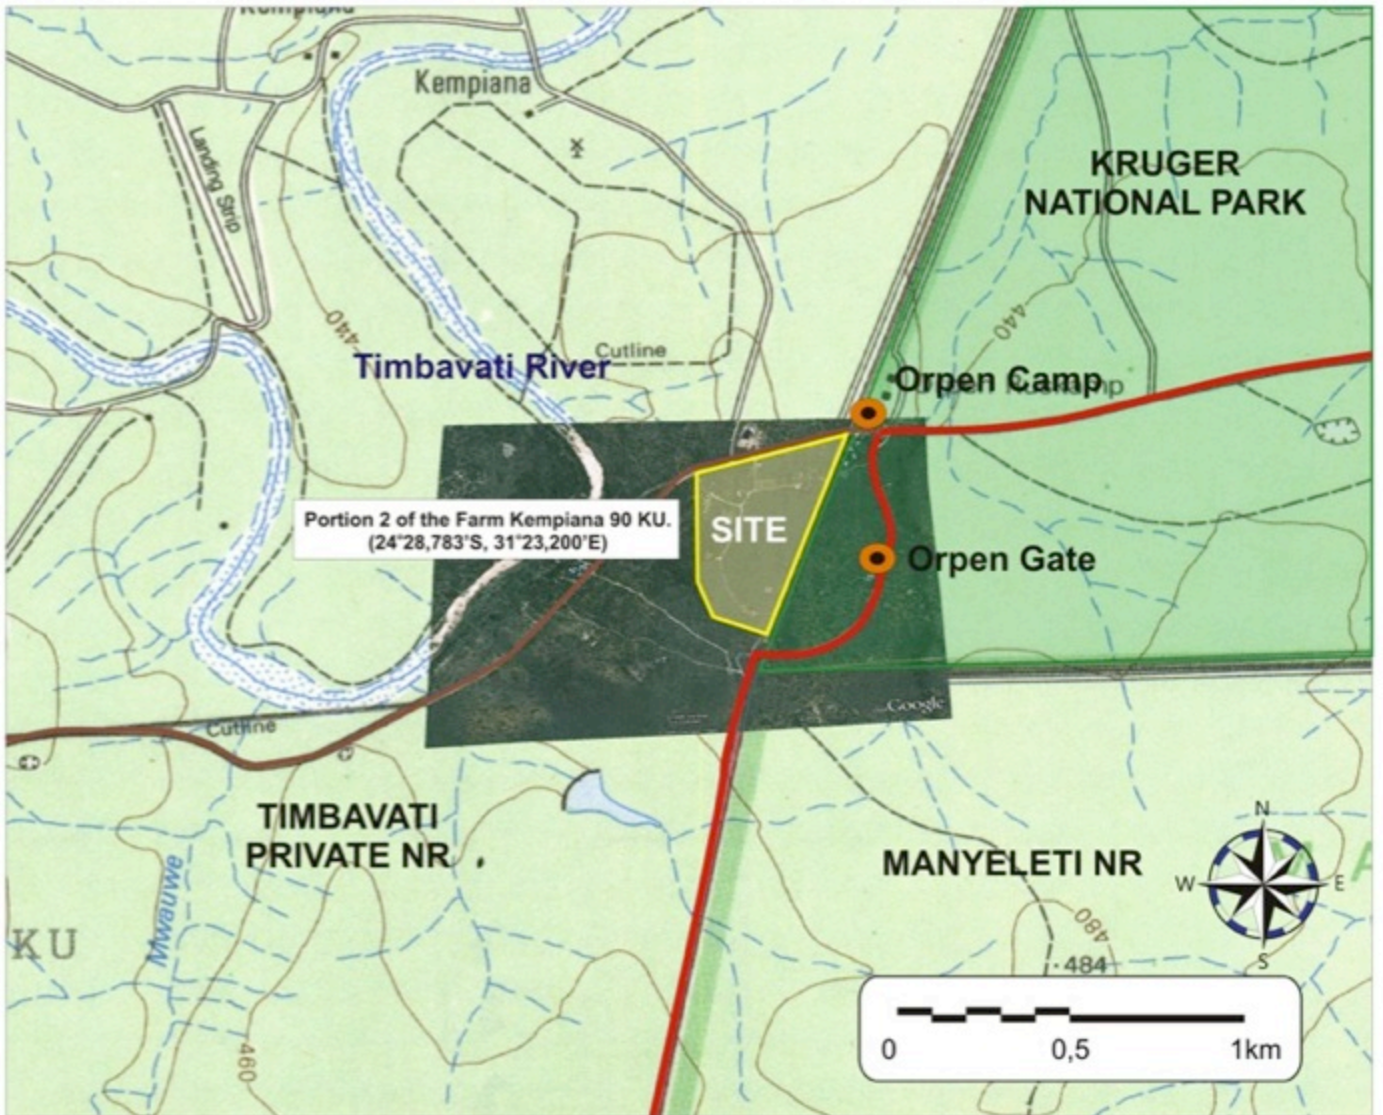 Kempiana
Kempiana
Landing Strip
KRUGER
NATIONAL PARK
440
440
Timbavati River
Cutline
Orpen Camp
Portion 2 of the Farm Kempiana 90 KU.
(24°28,783'S, 31°23,200'E)
SITE
Orpen Gate
Google
Cutline
TIMBAVATI
PRIVATE NR
MANYELETI NR
N
W
E
S
M A
Mwauwe
KU
480
484
460
0
0,5
1km